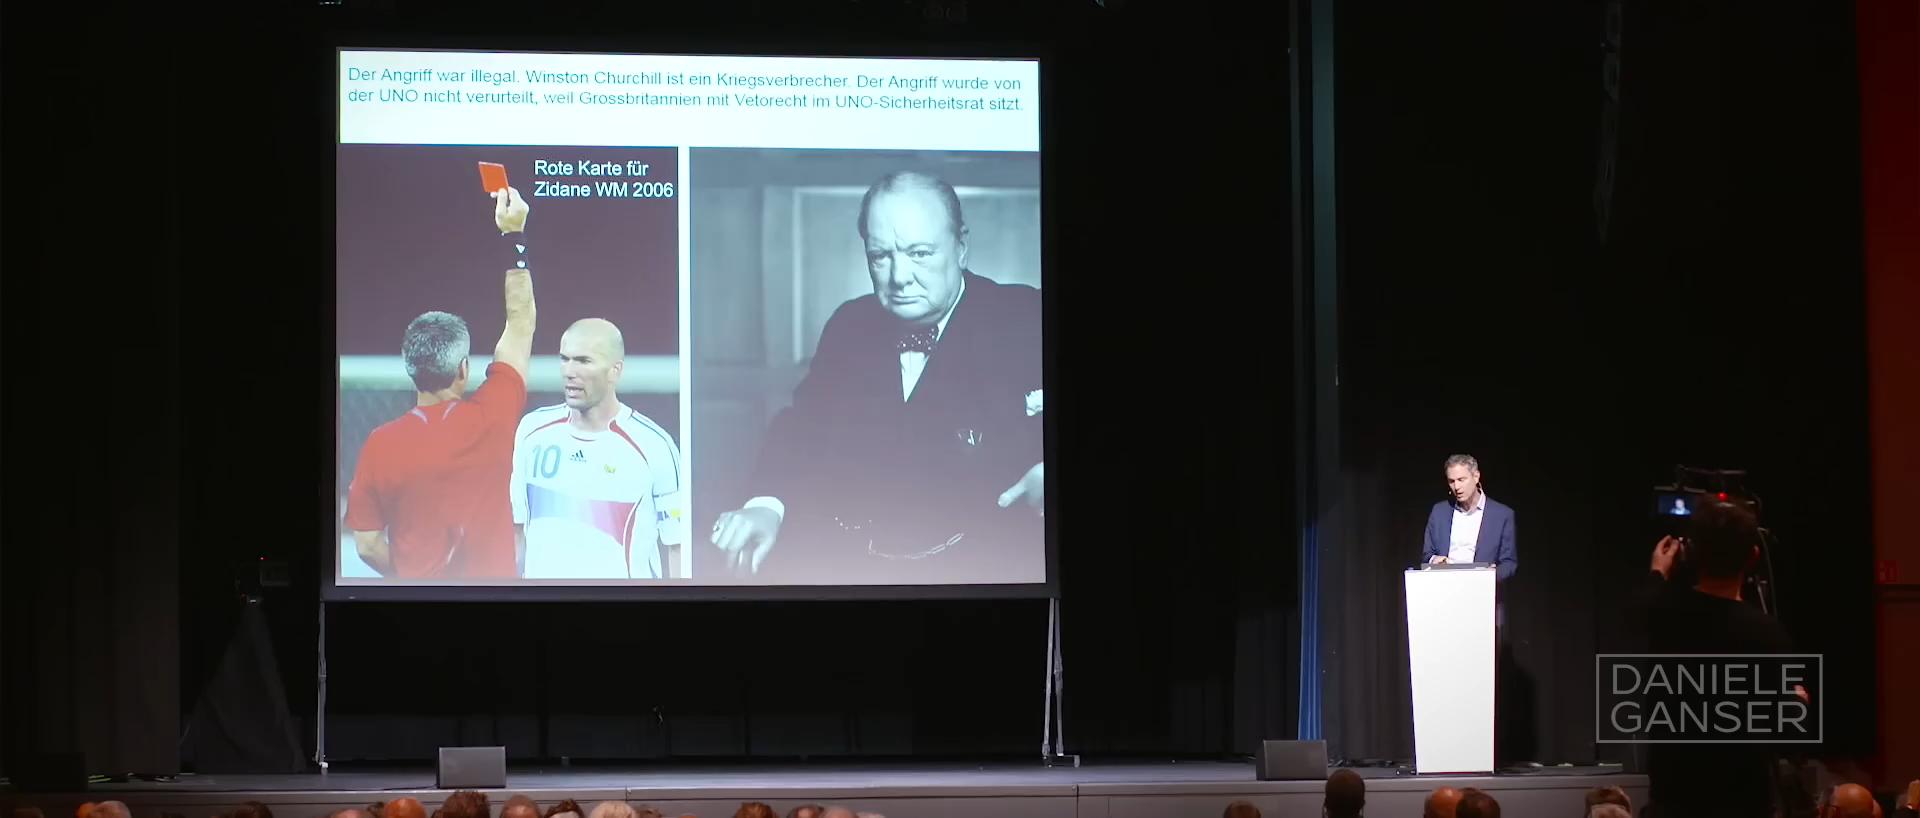 Der Angriff war illegal. Winston Churchill ist ein Kriegsverbrecher. Der Angriff wurde von
der UNO nicht verurteilt, weil Grossbritannien mit Vetorecht im UNO-Sicherheitsrat sitzt.
Rote Karte für
Zidane WM 2006
10
DANIELE
GANSER